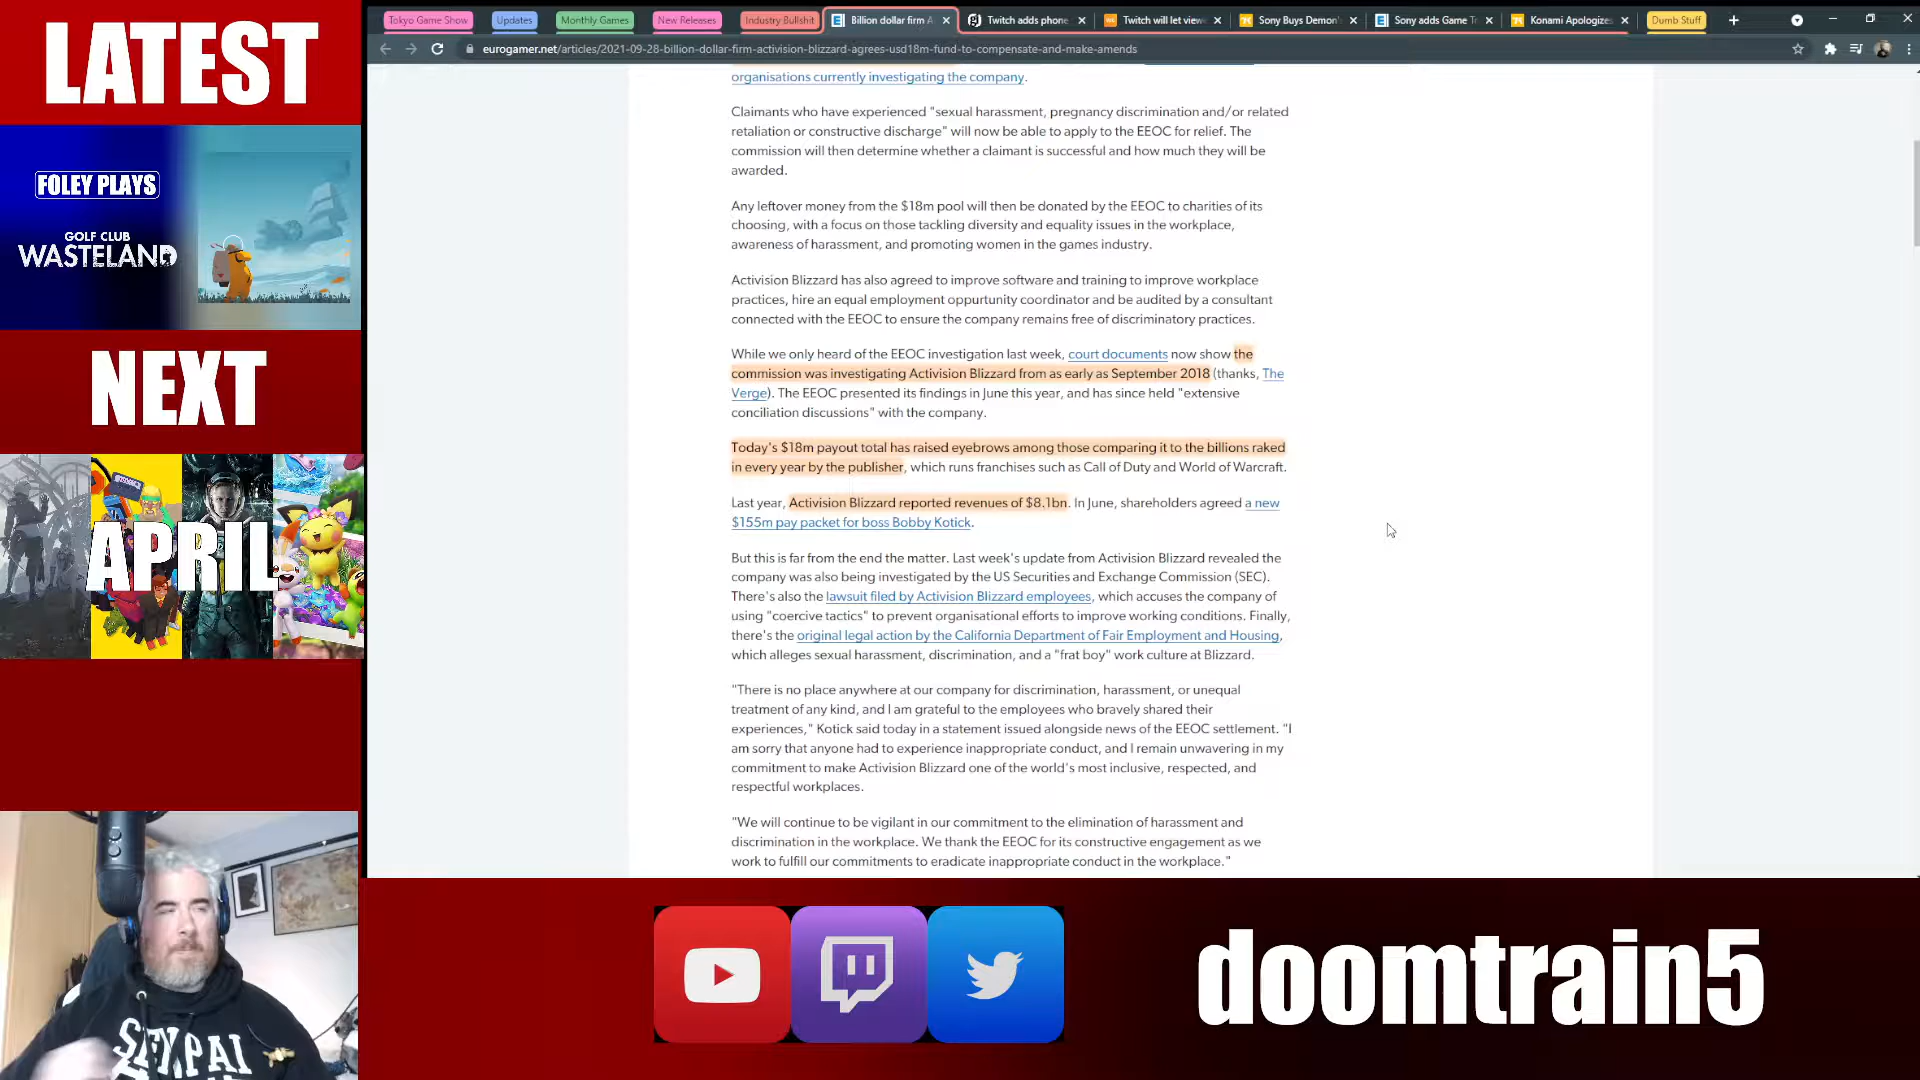 LATEST
FOLEY PLAYS
GOLF CLUB
WASTELAND
NEXT
APRIL
Tokyo Game Show
Updates
Monthly Games
New Releases
Industry Bullshit
Billion dollar firm A
Twitch adds phone
Twitch will let view
Sony Buys Demon's
Sony adds Game T
Konami Apologizes
Dumb Stuff
eurogamer.net/articles/2021-09-28-billion-dollar-firm-activision-blizzard-agrees-usd18m-fund-to-compensate-and-make-amends
organisations currently investigating the company.
Claimants who have experienced "sexual harassment, pregnancy discrimination and/or related
retaliation or constructive discharge" will now be able to apply to the EEOC for relief. The
commission will then determine whether a claimant is successful and how much they will be
awarded.
Any leftover money from the $18m pool will then be donated by the EEOC to charities of its
choosing, with a focus on those tackling diversity and equality issues in the workplace,
awareness of harassment, and promoting women in the games industry.
Activision Blizzard has also agreed to improve software and training to improve workplace
practices, hire an equal employment oppurtunity coordinator and be audited by a consultant
connected with the EEOC to ensure the company remains free of discriminatory practices.
While we only heard of the EEOC investigation last week, court documents now show the
commission was investigating Activision Blizzard from as early as September 2018 (thanks, The
Verge). The EEOC presented its findings in June this year, and has since held "extensive
conciliation discussions" with the company.
Today's $18m payout total has raised eyebrows among those comparing it to the billions raked
in every year by the publisher, which runs franchises such as Call of Duty and World of Warcraft.
Last year, Activision Blizzard reported revenues of $8.1bn. In June, shareholders agreed a new
$155m pay packet for boss Bobby Kotick.
But this is far from the end the matter. Last week's update from Activision Blizzard revealed the
company was also being investigated by the US Securities and Exchange Commission (SEC).
There's also the lawsuit filed by Activision Blizzard employees, which accuses the company of
using "coercive tactics" to prevent organisational efforts to improve working conditions. Finally,
there's the original legal action by the California Department of Fair Employment and Housing,
which alleges sexual harassment, discrimination, and a "frat boy" work culture at Blizzard.
"There is no place anywhere at our company for discrimination, harassment, or unequal
treatment of any kind, and I am grateful to the employees who bravely shared their
experiences," Kotick said today in a statement issued alongside news of the EEOC settlement. "I
am sorry that anyone had to experience inappropriate conduct, and I remain unwavering in my
commitment to make Activision Blizzard one of the world's most inclusive, respected, and
respectful workplaces.
"We will continue to be vigilant in our commitment to the elimination of harassment and
discrimination in the workplace. We thank the EEOC for its constructive engagement as we
work to fulfill our commitments to eradicate inappropriate conduct in the workplace."
doomtrain5